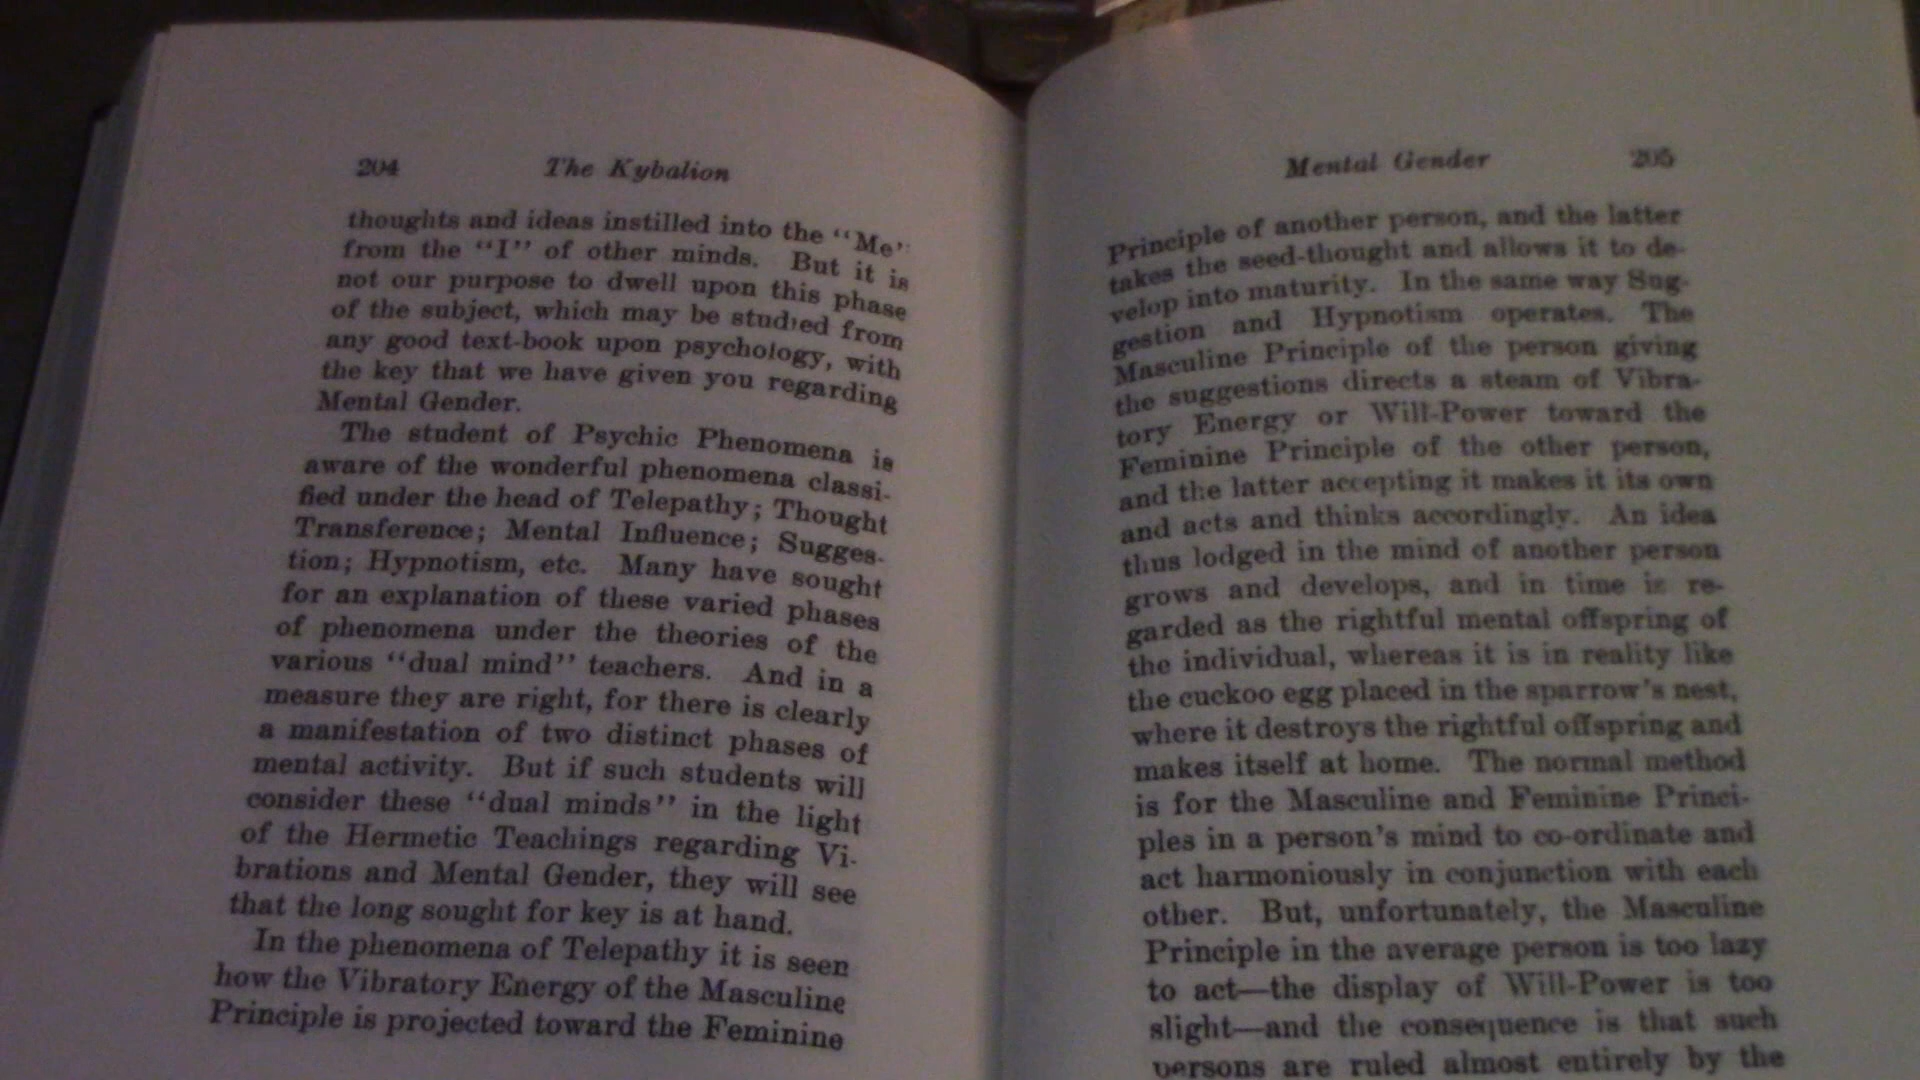 204 The Kybalion
thoughts and ideas instilled into the "Me"
from the "I" of other minds. But it is
not our purpose to dwell upon this phase
of the subject, which may be studied from
any good text-book upon psychology, with
the key that we have given you regarding
Mental Gender.
The student of Psychic Phenomena is
aware of the wonderful phenomena classi-
fied under the head of Telepathy; Thought
Transference; Mental Influence; Sugges-
tion; Hypnotism, etc. Many have sought
for an explanation of these varied phases
of phenomena under the theories of the
various "dual mind" teachers. And in a
measure they are right, for there is clearly
a manifestation of two distinct phases of
mental activity. But if such students will
consider these "dual minds" in the light
of the Hermetic Teachings regarding Vi-
brations and Mental Gender, they will see
that the long sought for key is at hand.
In the phenomena of Telepathy it is seen
how the Vibratory Energy of the Masculine
Principle is projected toward the Feminine
Mental Gender 205
Principle of another person, and the latter
takes the seed-thought and allows it to de-
velop into maturity. In the same way Sug-
gestion and Hypnotism operates. The
Masculine Principle of the person giving
the suggestions directs a steam of Vibra-
tory Energy or Will-Power toward the
Feminine Principle of the other person,
and the latter accepting it makes it its own
and acts and thinks accordingly. An idea
thus lodged in the mind of another person
grows and develops, and in time is re-
garded as the rightful mental offspring of
the individual, whereas it is in reality like
the cuckoo egg placed in the sparrow's nest,
where it destroys the rightful offspring and
makes itself at home. The normal method
is for the Masculine and Feminine Princi-
ples in a person's mind to co-ordinate and
act harmoniously in conjunction with each
other. But, unfortunately, the Masculine
Principle in the average person is too lazy
to act—the display of Will-Power is too
slight—and the consequence is that such
persons are ruled almost entirely by the